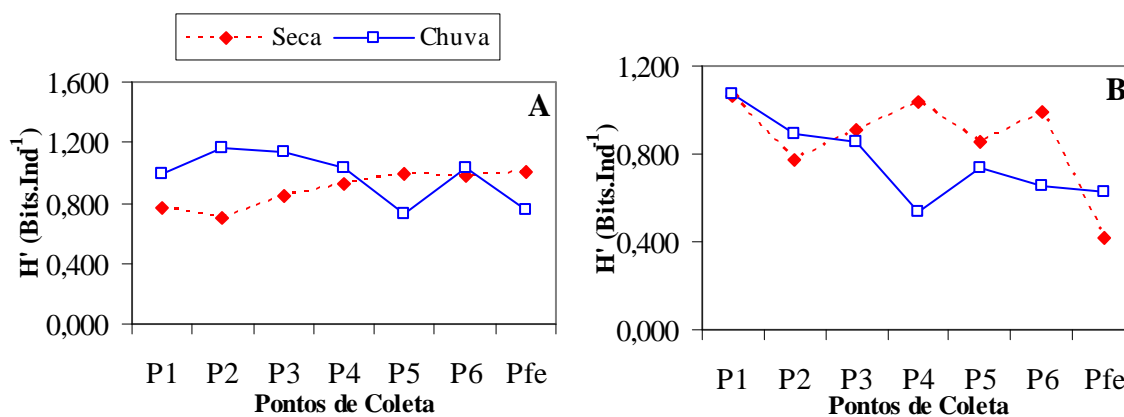 Seca Chuva
A
H' (Bits.Ind-1)
1,600
1,200
0,800
0,400
0,000
P1 P2 P3 P4 P5 P6 Pfe
Pontos de Coleta
B
H' (Bits.Ind-1)
1,200
0,800
0,400
0,000
P1 P2 P3 P4 P5 P6 Pfe
Pontos de Coleta